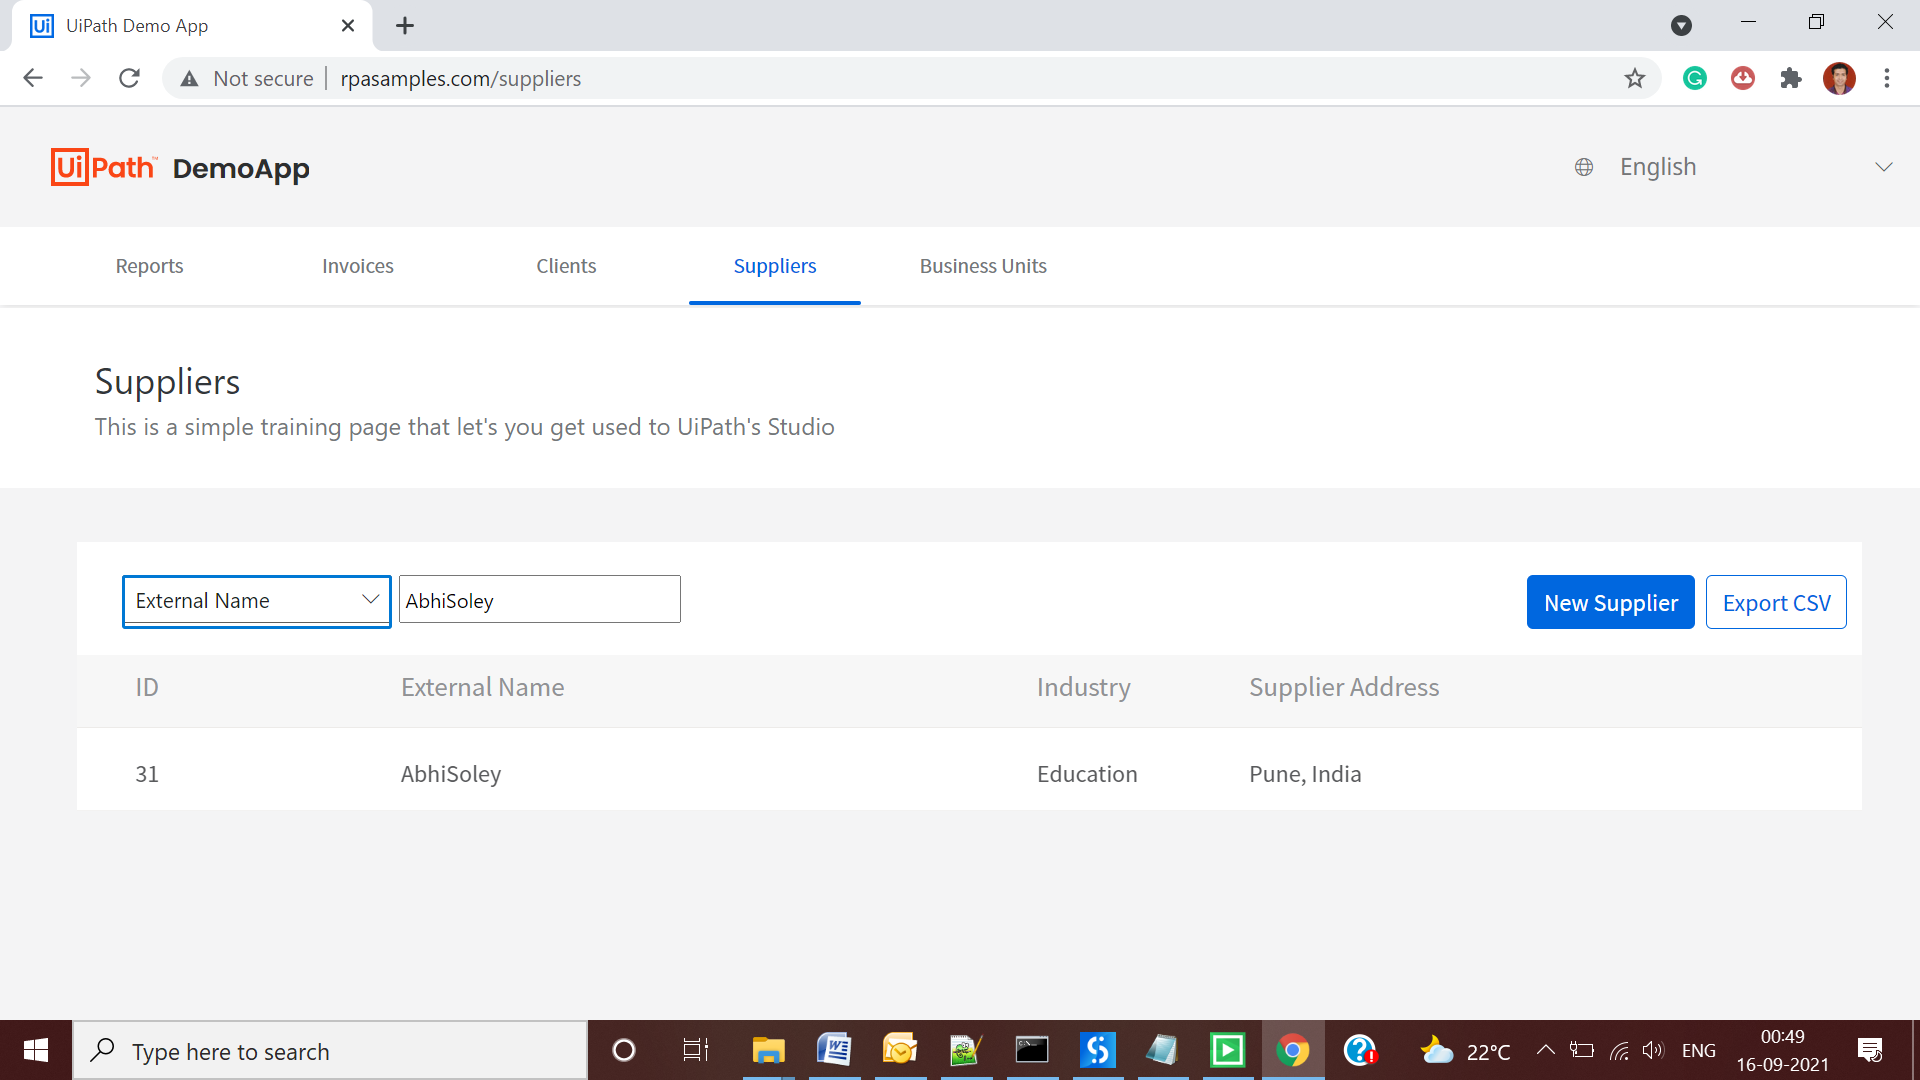 UiPath Demo App
Not secure | rpasamples.com/suppliers
UiPath™ DemoApp
English
Reports Invoices Clients Suppliers Business Units
Suppliers
This is a simple training page that let's you get used to UiPath's Studio
External Name AbhiSoley New Supplier Export CSV
ID External Name Industry Supplier Address
31 AbhiSoley Education Pune, India
Type here to search
22°C
ENG
00:49
16-09-2021